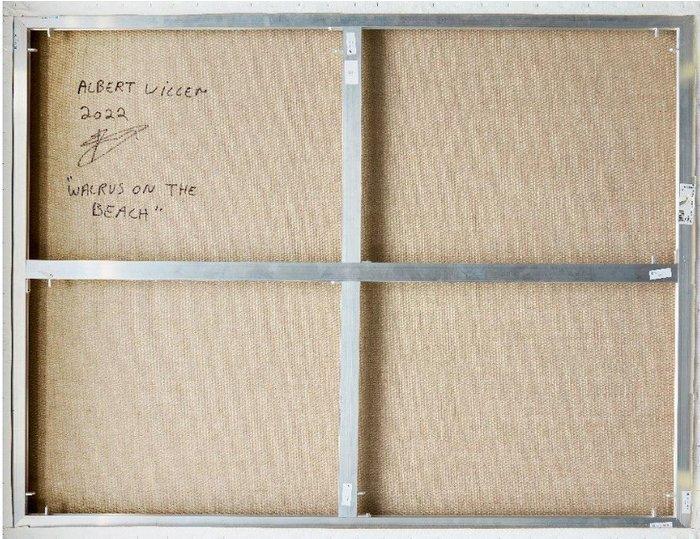 ALBERT WILLEM
2022
"WALRUS ON THE
BEACH"